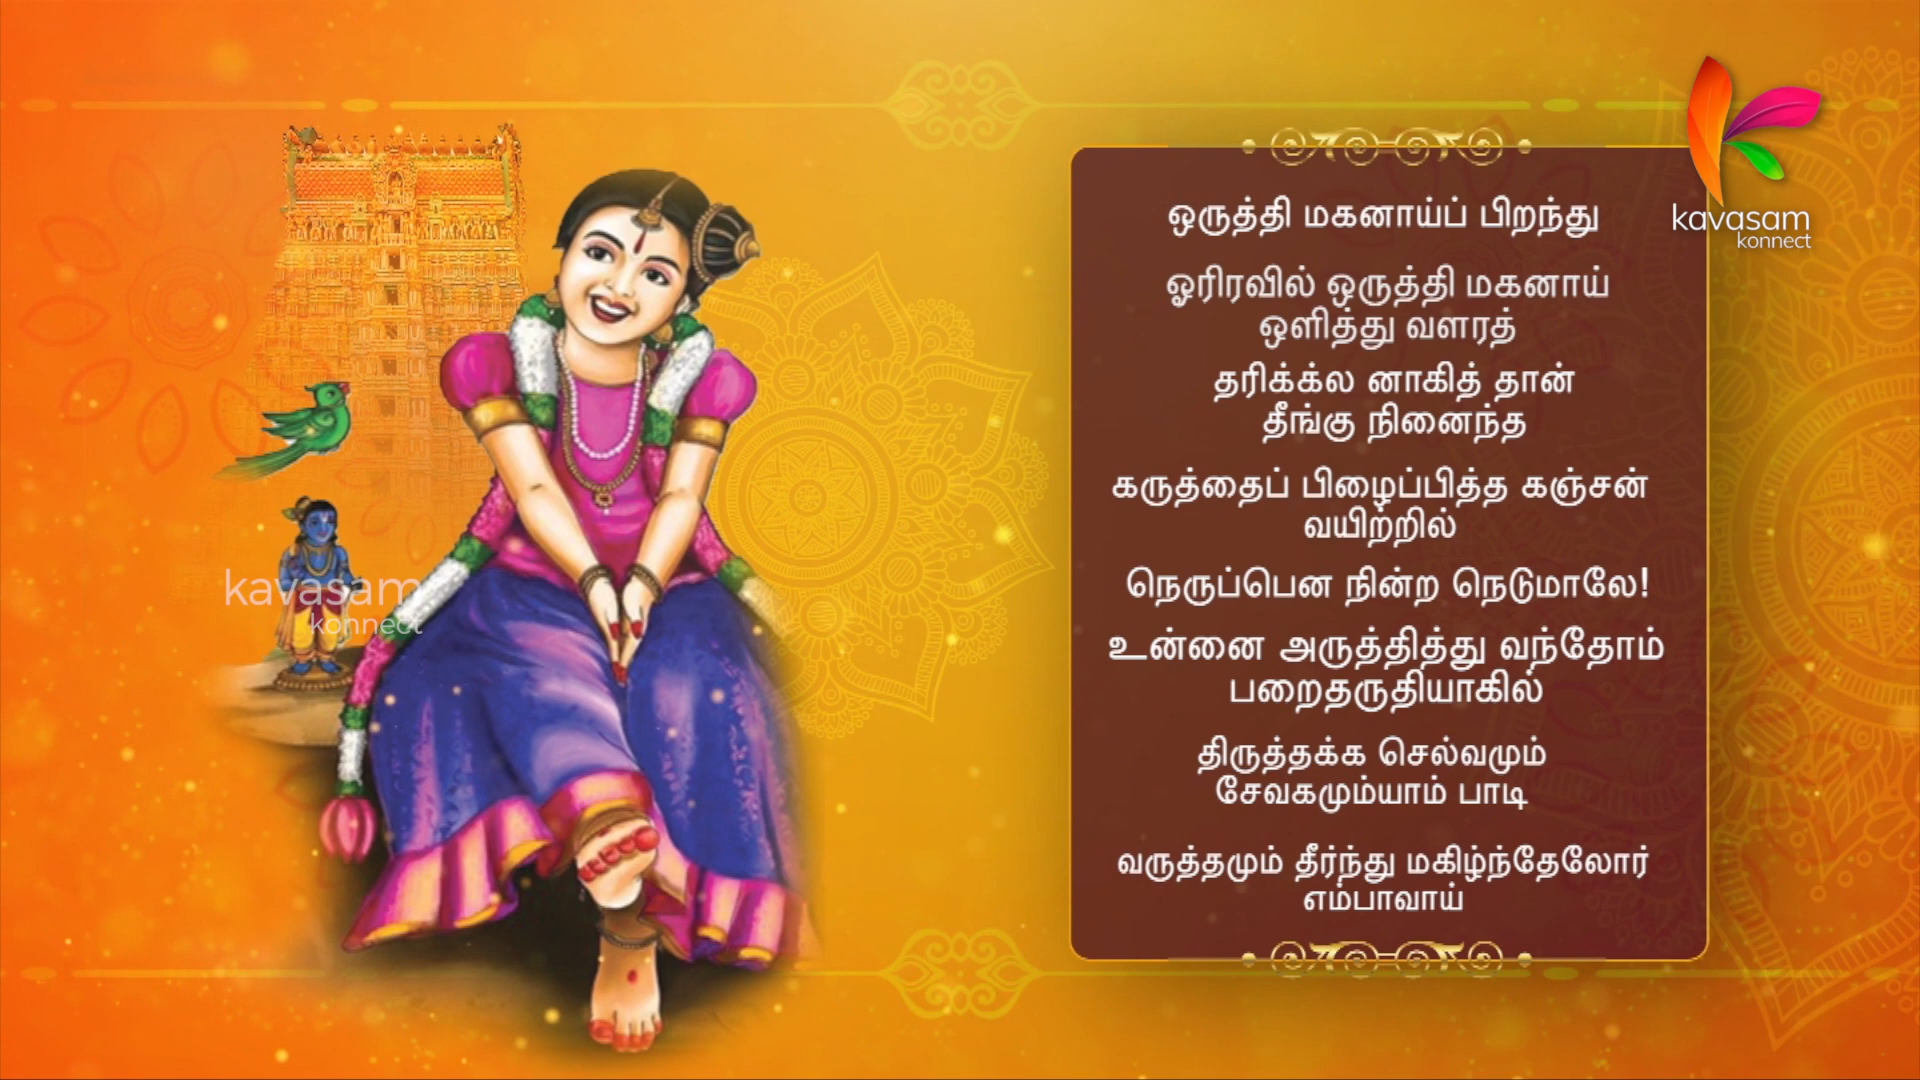 ஒருத்தி மகனாய்ப் பிறந்து
ஓரிரவில் ஒருத்தி மகனாய்
ஒளித்து வளரத்
தரிக்க்ல னாகித் தான்
தீங்கு நினைந்த
கருத்தைப் பிழைப்பித்த கஞ்சன்
வயிற்றில்
நெருப்பென நின்ற நெடுமாலே!
உன்னை அருத்தித்து வந்தோம்
பறைதருதியாகில்
திருத்தக்க செல்வமும்
சேவகமும்யாம் பாடி
வருத்தமும் தீர்ந்து மகிழ்ந்தேலோர்
எம்பாவாய்
kavasam
konnect
kavasam
konnect